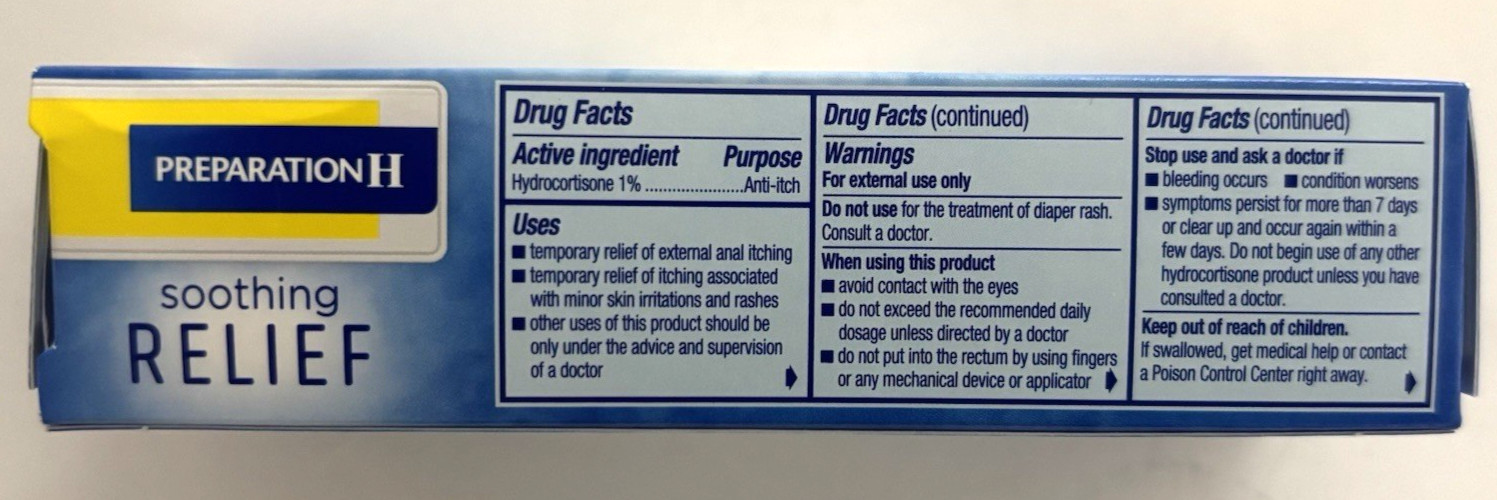 PREPARATION H
soothing
RELIEF
Drug Facts
Active ingredient Purpose
Hydrocortisone 1% ......................Anti-itch
Uses
■ temporary relief of external anal itching
■ temporary relief of itching associated
with minor skin irritations and rashes
■ other uses of this product should be
only under the advice and supervision
of a doctor
Drug Facts (continued)
Warnings
For external use only
Do not use for the treatment of diaper rash.
Consult a doctor.
When using this product
■ avoid contact with the eyes
■ do not exceed the recommended daily
dosage unless directed by a doctor
■ do not put into the rectum by using fingers
or any mechanical device or applicator
Drug Facts (continued)
Stop use and ask a doctor if
■ bleeding occurs ■ condition worsens
■ symptoms persist for more than 7 days
or clear up and occur again within a
few days. Do not begin use of any other
hydrocortisone product unless you have
consulted a doctor.
Keep out of reach of children.
If swallowed, get medical help or contact
a Poison Control Center right away.